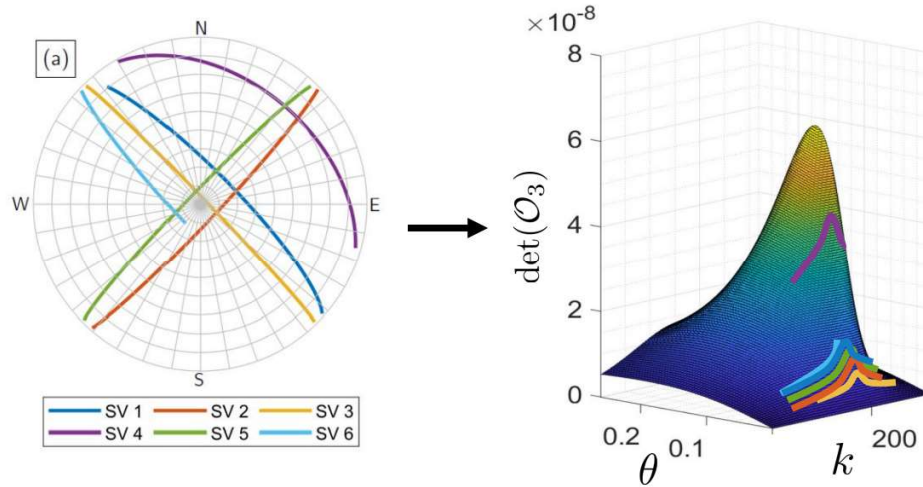 N
(a)
W
E
S
SV 1 SV 2 SV 3
SV 4 SV 5 SV 6
×10⁻⁸
8
6
4
2
0
det(𝒪₃)
0.2 0.1
θ
200
k